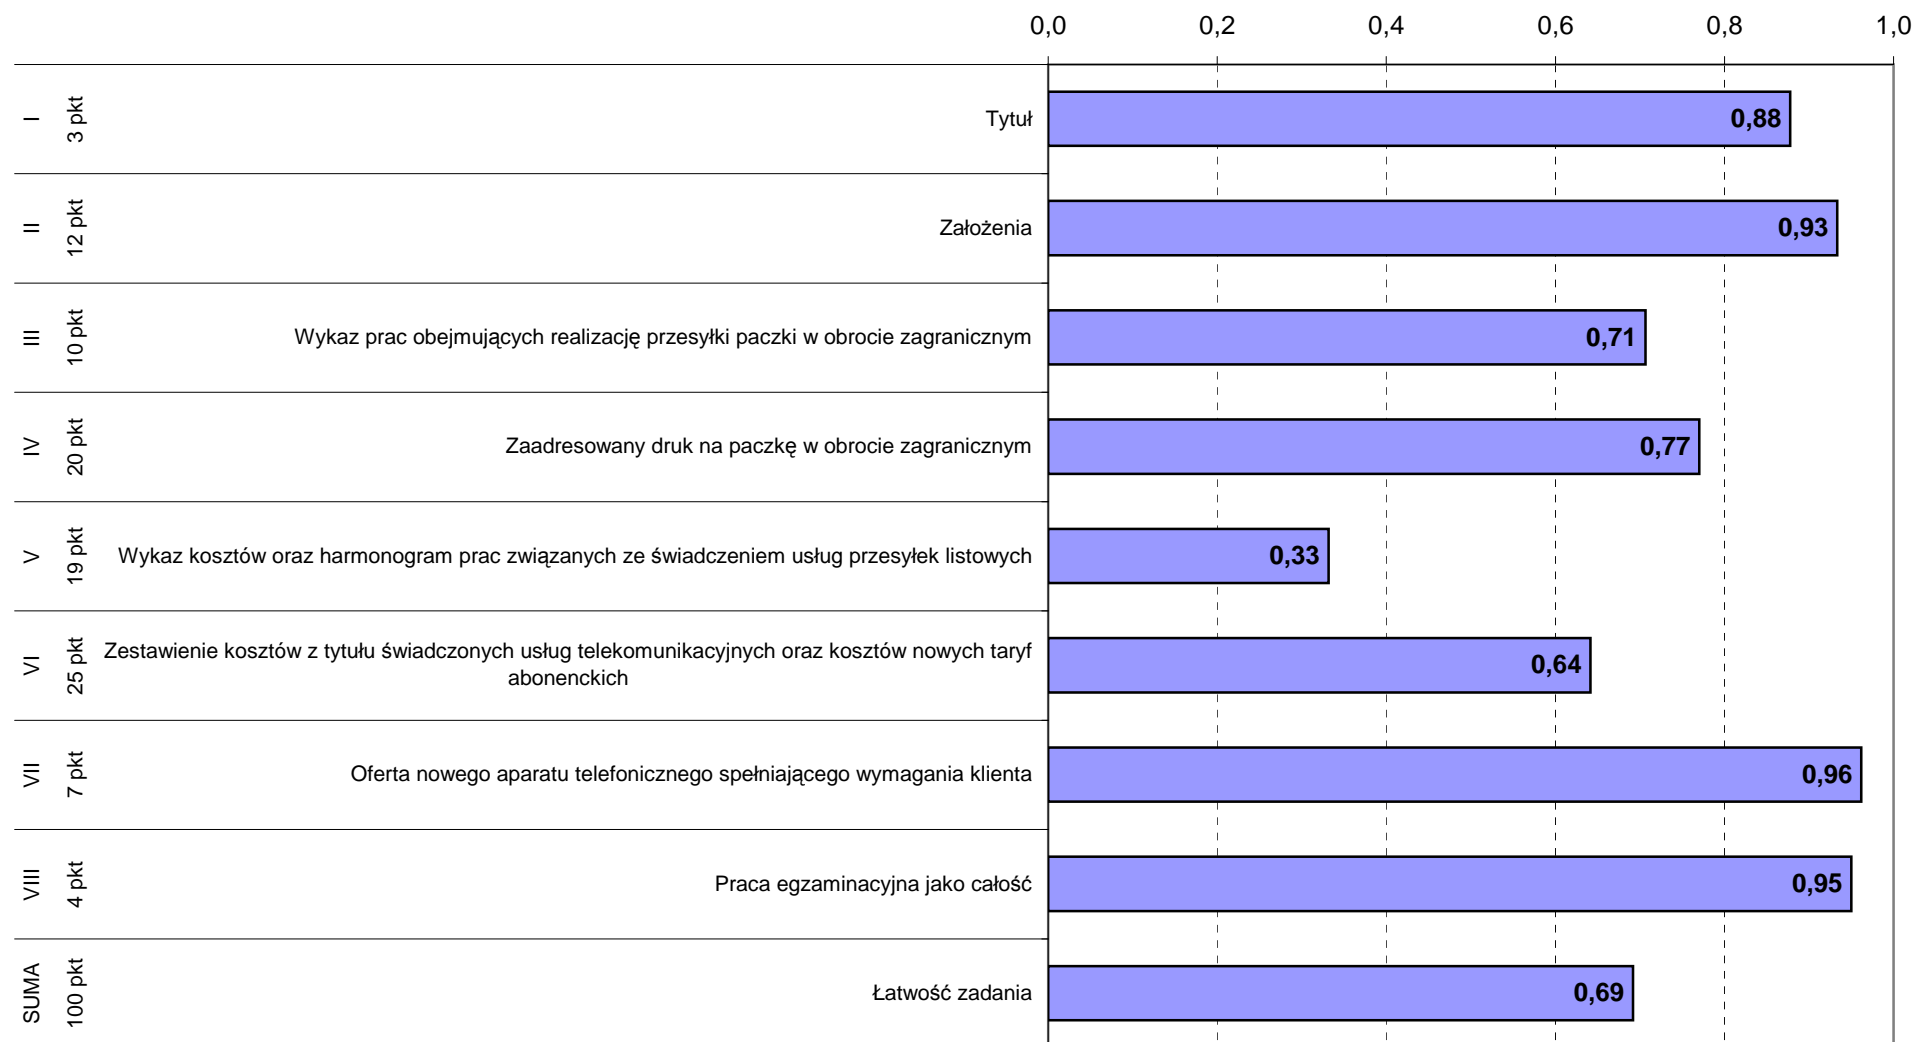 0,0 0,2 0,4 0,6 0,8 1,0
I 3 pkt Tytuł 0,88
II 12 pkt Założenia 0,93
III 10 pkt Wykaz prac obejmujących realizację przesyłki paczki w obrocie zagranicznym 0,71
IV 20 pkt Zaadresowany druk na paczkę w obrocie zagranicznym 0,77
V 19 pkt Wykaz kosztów oraz harmonogram prac związanych ze świadczeniem usług przesyłek listowych 0,33
VI 25 pkt Zestawienie kosztów z tytułu świadczonych usług telekomunikacyjnych oraz kosztów nowych taryf
abonenckich 0,64
VII 7 pkt Oferta nowego aparatu telefonicznego spełniającego wymagania klienta 0,96
VIII 4 pkt Praca egzaminacyjna jako całość 0,95
SUMA 100 pkt Łatwość zadania 0,69